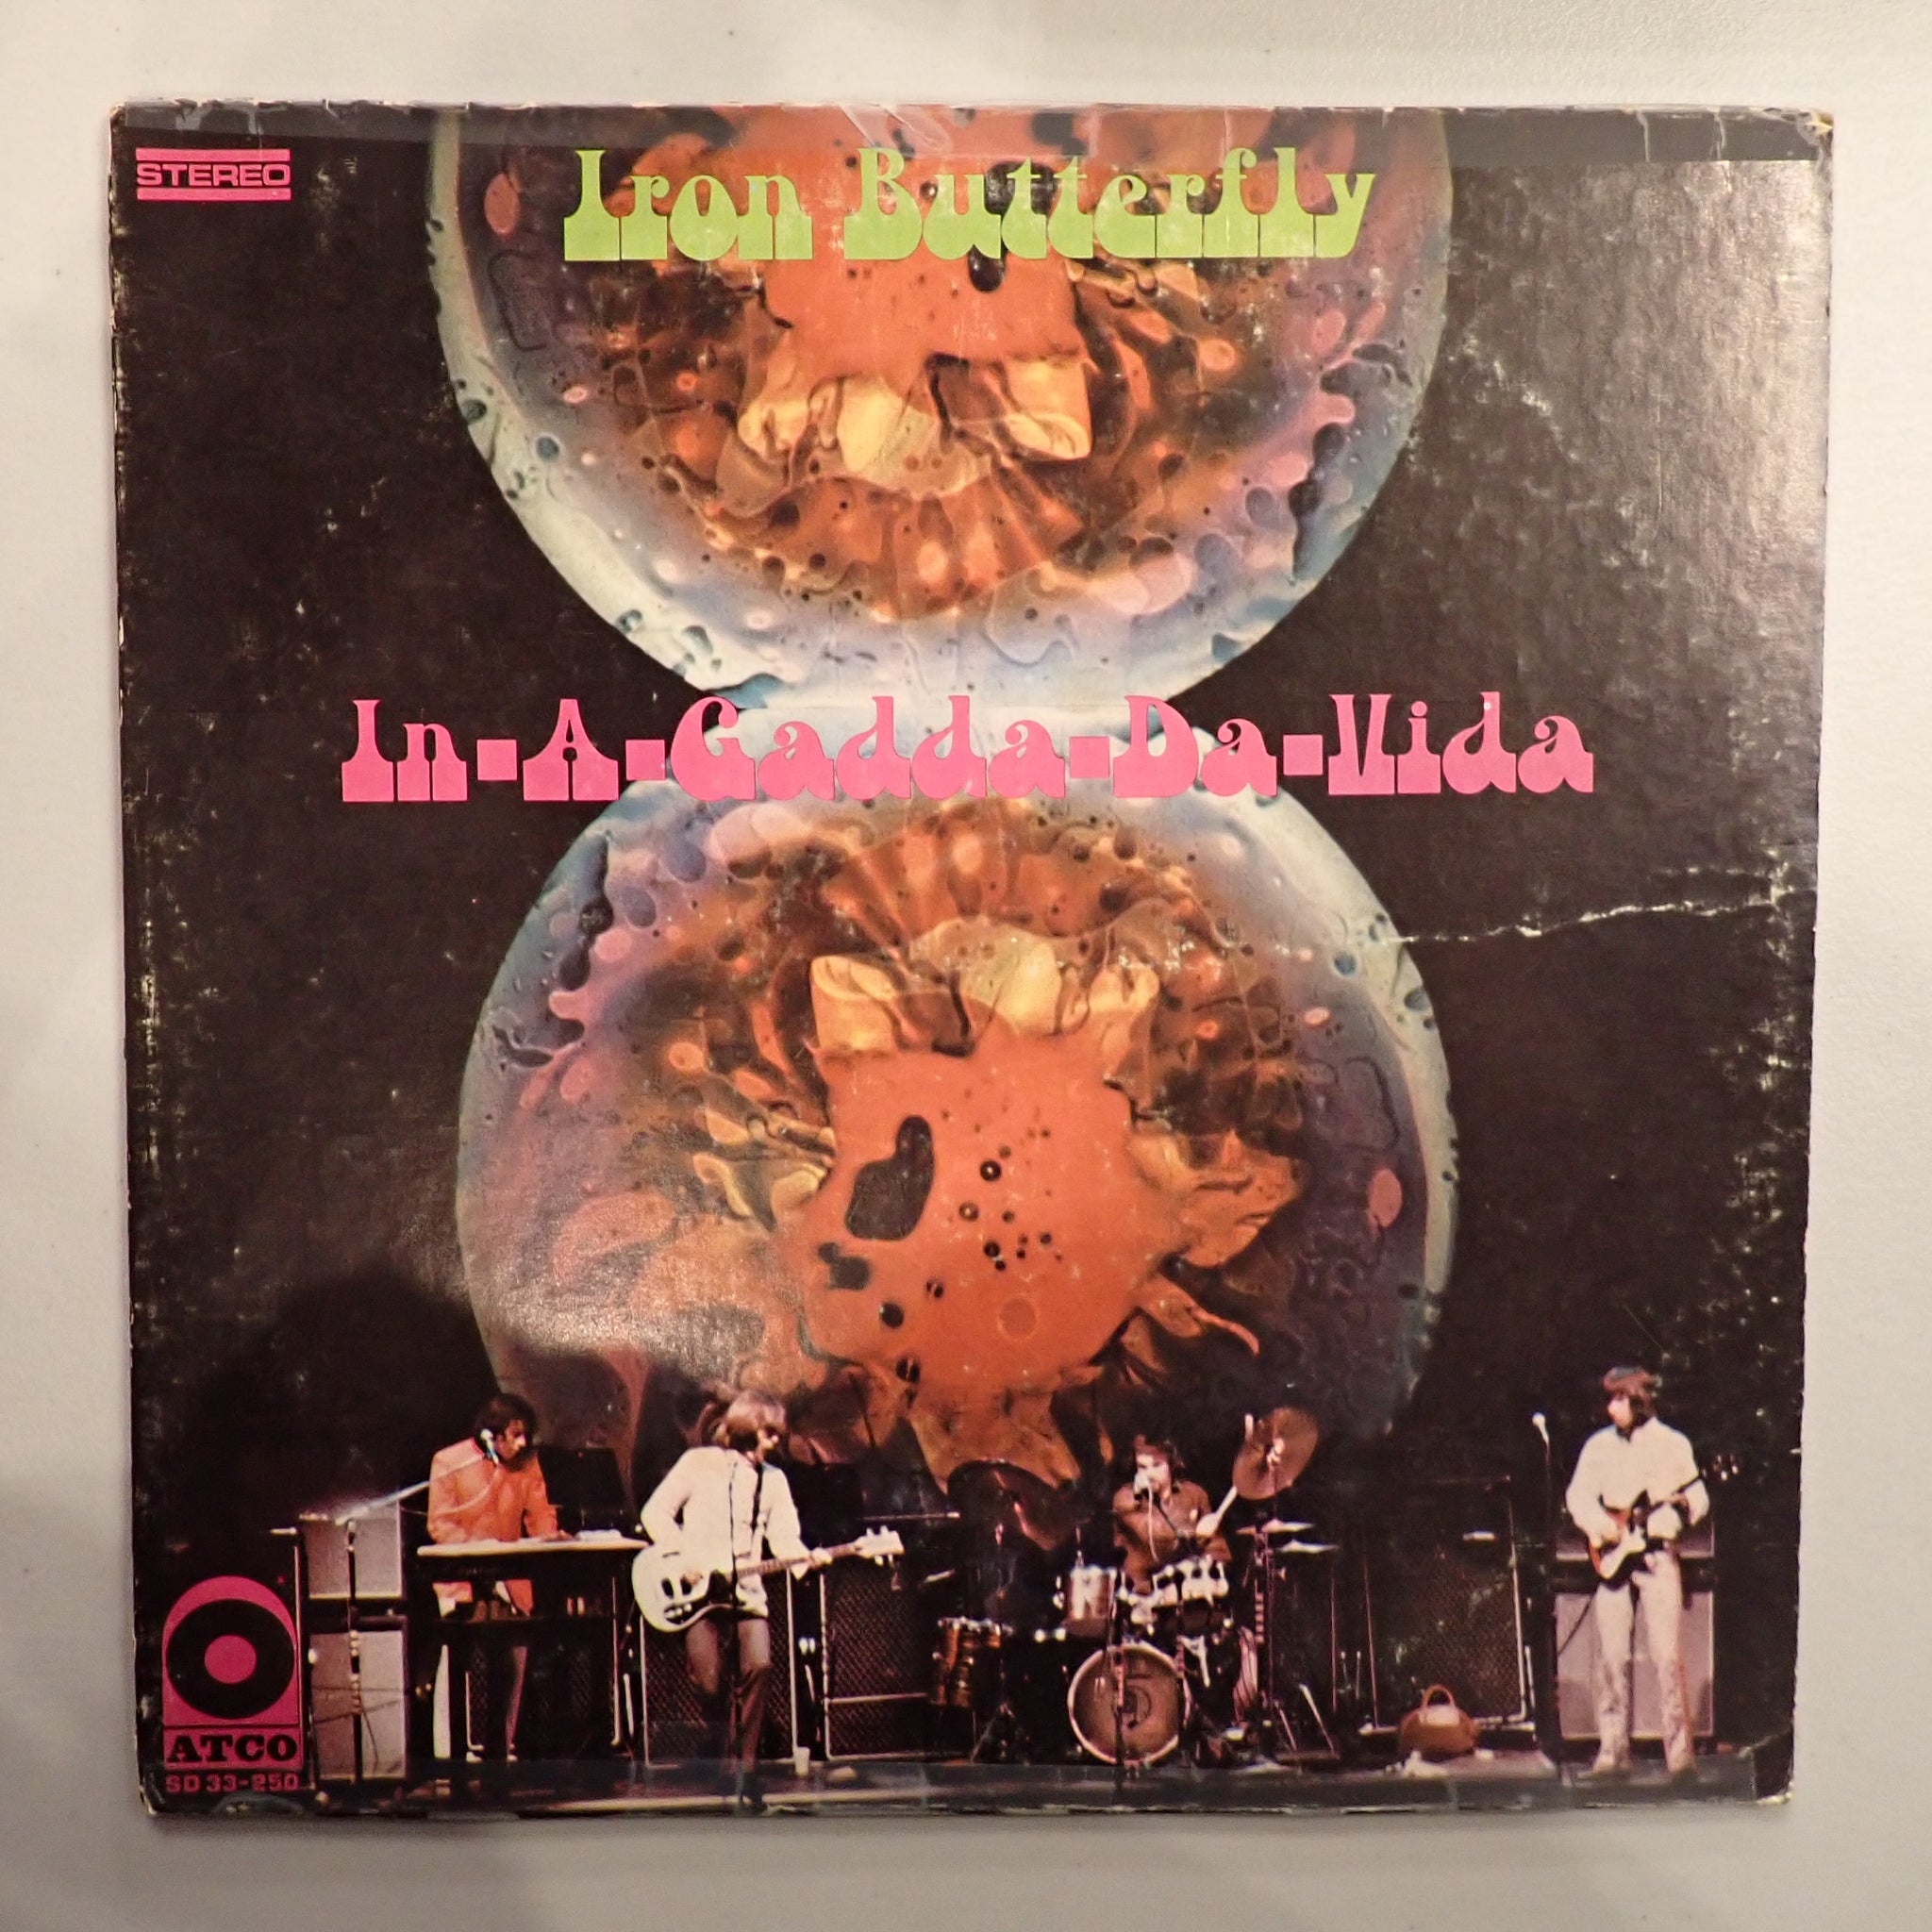 STEREO
Iron Butterfly
In-A-Gadda-Da-Vida
ATCO
SD 33-250